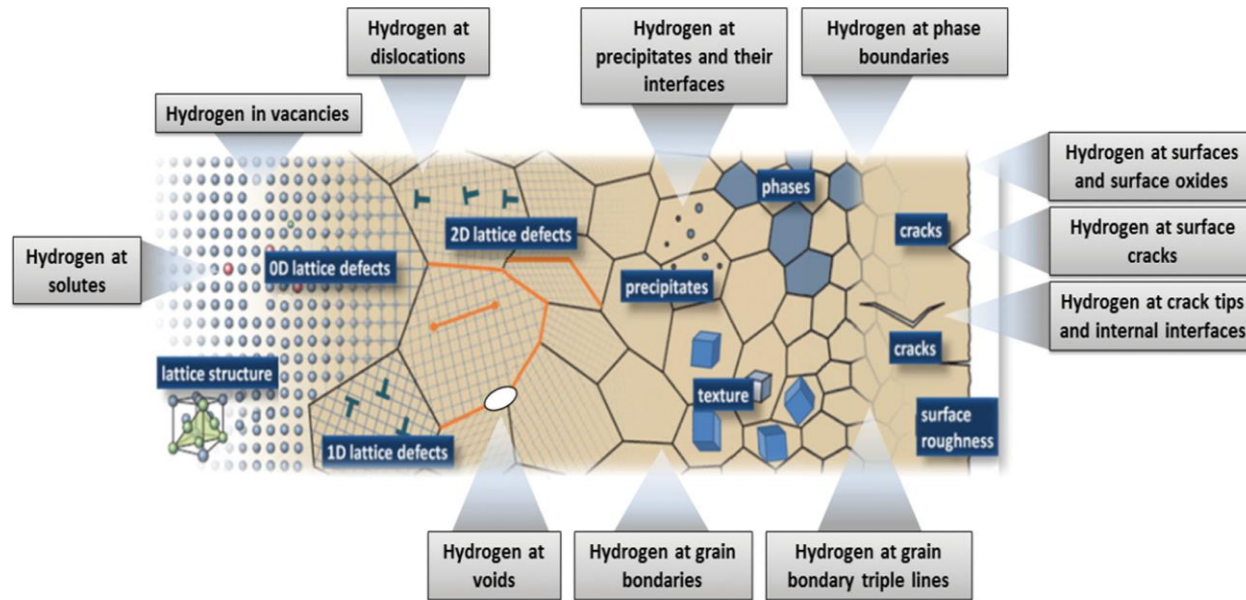 Hydrogen at
dislocations
Hydrogen at
precipitates and their
interfaces
Hydrogen at phase
boundaries
Hydrogen in vacancies
Hydrogen at surfaces
and surface oxides
phases
2D lattice defects
cracks
Hydrogen at surface
cracks
Hydrogen at
solutes
0D lattice defects
precipitates
Hydrogen at crack tips
and internal interfaces
cracks
lattice structure
texture
surface
roughness
1D lattice defects
Hydrogen at
voids
Hydrogen at grain
bondaries
Hydrogen at grain
bondary triple lines